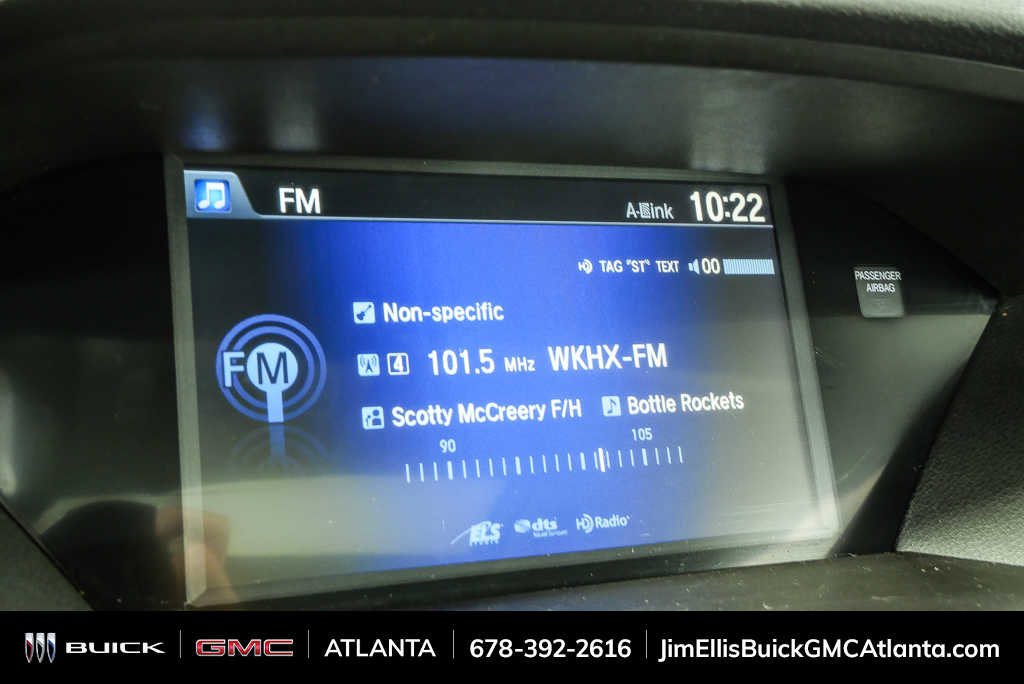 FM
A-Link 10:22
TAG "ST" TEXT 00
Non-specific
FM
4 101.5 MHz WKHX-FM
Scotty McCreery F/H Bottle Rockets
90 105
ELS dts HD Radio
PASSENGER
AIRBAG
BUICK GMC ATLANTA 678-392-2616 JimEllisBuickGMCAtlanta.com